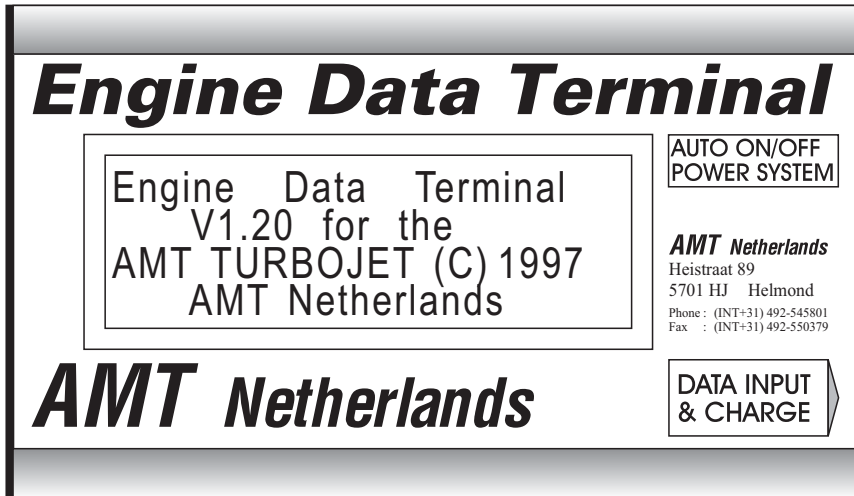 Engine Data Terminal
Engine Data Terminal
V1.20 for the
AMT TURBOJET (C) 1997
AMT Netherlands
AUTO ON/OFF
POWER SYSTEM
AMT Netherlands
Heistraat 89
5701 HJ Helmond
Phone : (INT+31) 492-545801
Fax : (INT+31) 492-550379
AMT Netherlands
DATA INPUT
& CHARGE